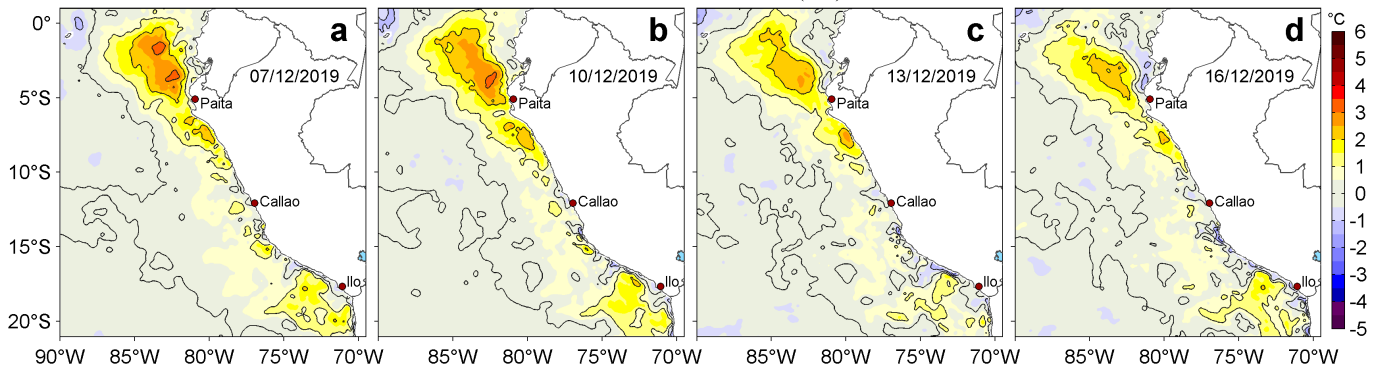 a b c d °C
0° 6
07/12/2019 10/12/2019 13/12/2019 16/12/2019 5
4
5°S Paita Paita Paita Paita 3
2
10°S 1
0
Callao Callao Callao Callao -1
15°S -2
-3
Ilo Ilo Ilo Ilo -4
20°S -5
90°W 85°W 80°W 75°W 70°W 85°W 80°W 75°W 70°W 85°W 80°W 75°W 70°W 85°W 80°W 75°W 70°W